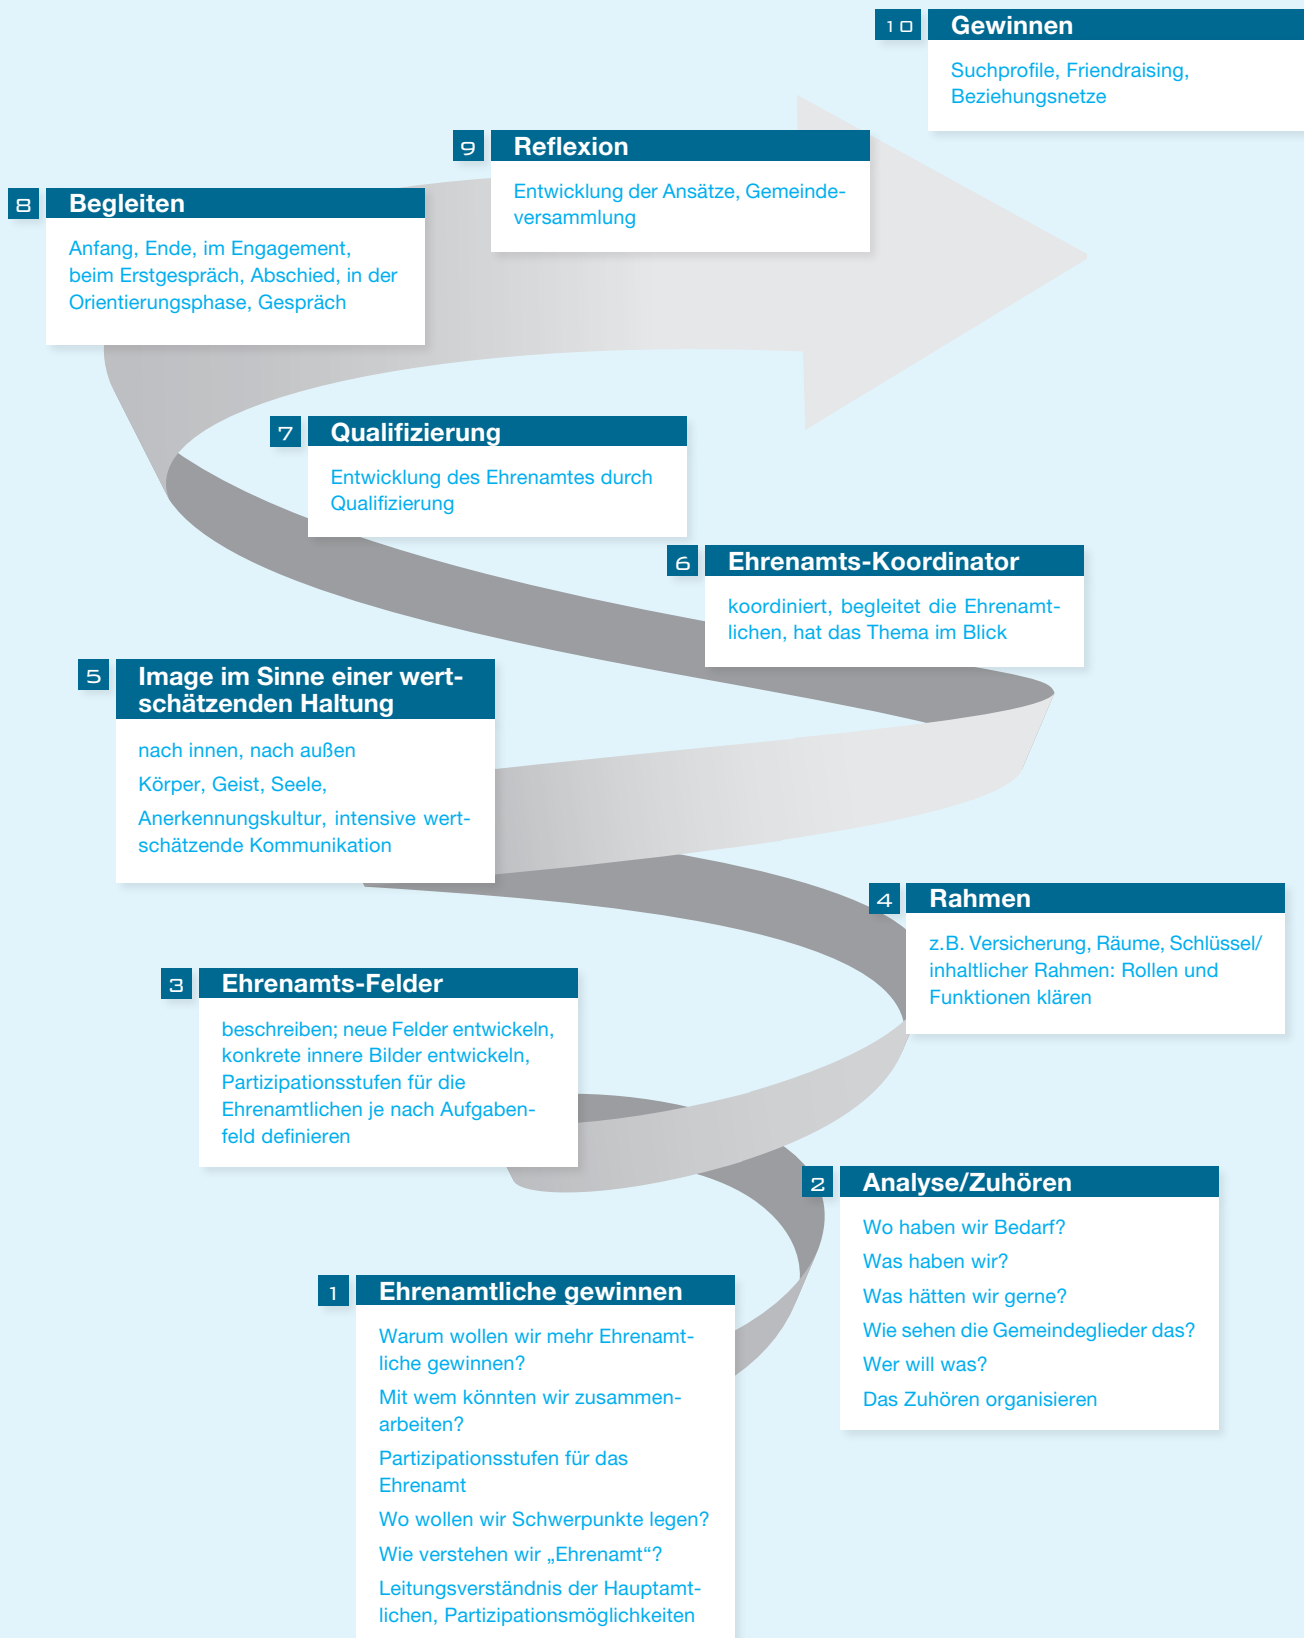 10 Gewinnen
Suchprofile, Friendraising,
Beziehungsnetze
9 Reflexion
Entwicklung der Ansätze, Gemeinde-
versammlung
8 Begleiten
Anfang, Ende, im Engagement,
beim Erstgespräch, Abschied, in der
Orientierungsphase, Gespräch
7 Qualifizierung
Entwicklung des Ehrenamtes durch
Qualifizierung
6 Ehrenamts-Koordinator
koordiniert, begleitet die Ehrenamt-
lichen, hat das Thema im Blick
5 Image im Sinne einer wert-
schätzenden Haltung
nach innen, nach außen
Körper, Geist, Seele,
Anerkennungskultur, intensive wert-
schätzende Kommunikation
4 Rahmen
z.B. Versicherung, Räume, Schlüssel/
inhaltlicher Rahmen: Rollen und
Funktionen klären
3 Ehrenamts-Felder
beschreiben; neue Felder entwickeln,
konkrete innere Bilder entwickeln,
Partizipationsstufen für die
Ehrenamtlichen je nach Aufgaben-
feld definieren
2 Analyse/Zuhören
Wo haben wir Bedarf?
Was haben wir?
Was hätten wir gerne?
Wie sehen die Gemeindeglieder das?
Wer will was?
Das Zuhören organisieren
1 Ehrenamtliche gewinnen
Warum wollen wir mehr Ehrenamt-
liche gewinnen?
Mit wem könnten wir zusammen-
arbeiten?
Partizipationsstufen für das
Ehrenamt
Wo wollen wir Schwerpunkte legen?
Wie verstehen wir „Ehrenamt“?
Leitungsverständnis der Hauptamt-
lichen, Partizipationsmöglichkeiten